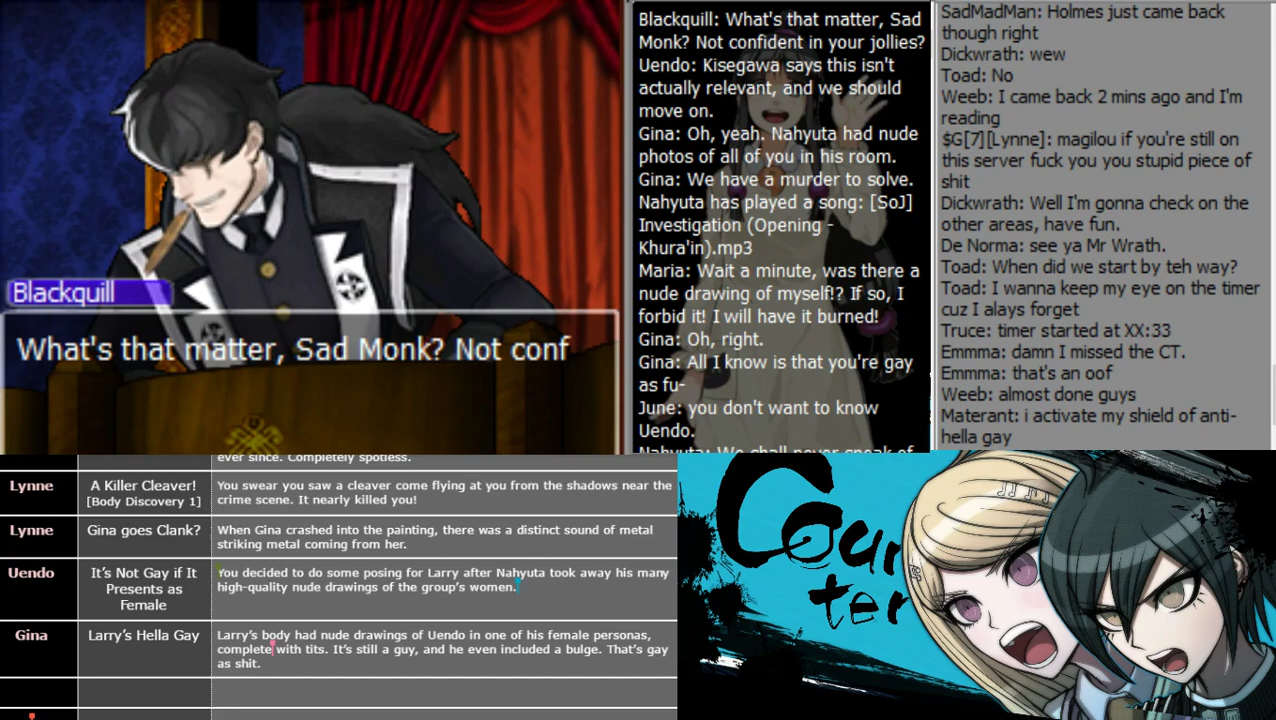 Blackquill
What's that matter, Sad Monk? Not conf
Blackquill: What's that matter, Sad
Monk? Not confident in your jollies?
Uendo: Kisegawa says this isn't
actually relevant, and we should
move on.
Gina: Oh, yeah. Nahyuta had nude
photos of all of you in his room.
Gina: We have a murder to solve.
Nahyuta has played a song: [SoJ]
Investigation (Opening -
Khura'in).mp3
Maria: Wait a minute, was there a
nude drawing of myself!? If so, I
forbid it! I will have it burned!
Gina: Oh, right.
Gina: All I know is that you're gay
as fu-
June: you don't want to know
Uendo.
Nahyuta: We shall never speak of
SadMadMan: Holmes just came back
though right
Dickwrath: wew
Toad: No
Weeb: I came back 2 mins ago and I'm
reading
$G[7][Lynne]: magilou if you're still on
this server fuck you you stupid piece of
shit
Dickwrath: Well I'm gonna check on the
other areas, have fun.
De Norma: see ya Mr Wrath.
Toad: When did we start by teh way?
Toad: I wanna keep my eye on the timer
cuz I alays forget
Truce: timer started at XX:33
Emmma: damn I missed the CT.
Emmma: that's an oof
Weeb: almost done guys
Materant: i activate my shield of anti-
hella gay
ever since. Completely spotless.
Lynne
A Killer Cleaver!
[Body Discovery 1]
You swear you saw a cleaver come flying at you from the shadows near the
crime scene. It nearly killed you!
Lynne
Gina goes Clank?
When Gina crashed into the painting, there was a distinct sound of metal
striking metal coming from her.
Uendo
It's Not Gay if It
Presents as
Female
You decided to do some posing for Larry after Nahyuta took away his many
high-quality nude drawings of the group's women.
Gina
Larry's Hella Gay
Larry's body had nude drawings of Uendo in one of his female personas,
complete with tits. It's still a guy, and he even included a bulge. That's gay
as shit.
Coun
ter